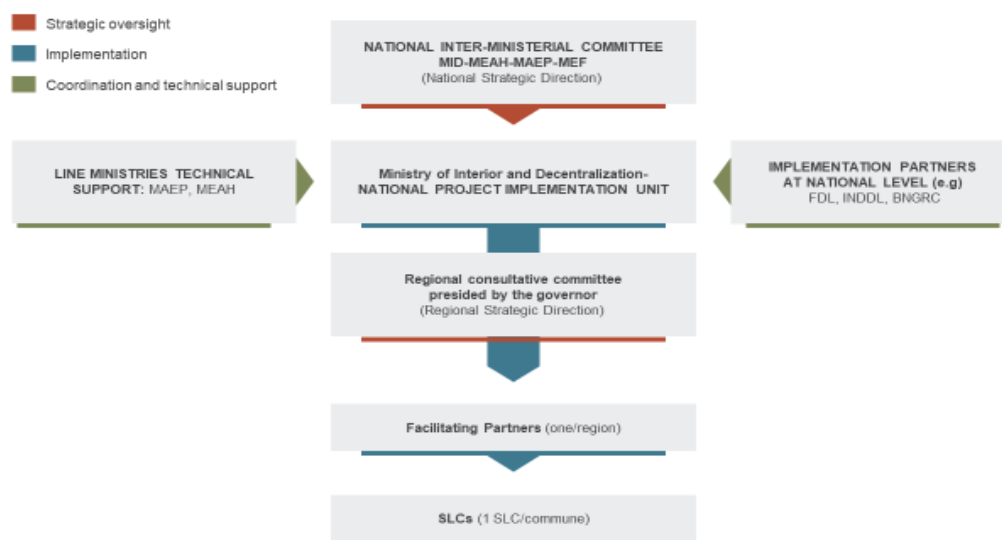 Strategic oversight
Implementation
Coordination and technical support
NATIONAL INTER-MINISTERIAL COMMITTEE
MID-MEAH-MAEP-MEF
(National Strategic Direction)
LINE MINISTRIES TECHNICAL
SUPPORT: MAEP, MEAH
Ministry of Interior and Decentralization-
NATIONAL PROJECT IMPLEMENTATION UNIT
IMPLEMENTATION PARTNERS
AT NATIONAL LEVEL (e.g)
FDL, INDDL, BNGRC
Regional consultative committee
presided by the governor
(Regional Strategic Direction)
Facilitating Partners (one/region)
SLCs (1 SLC/commune)